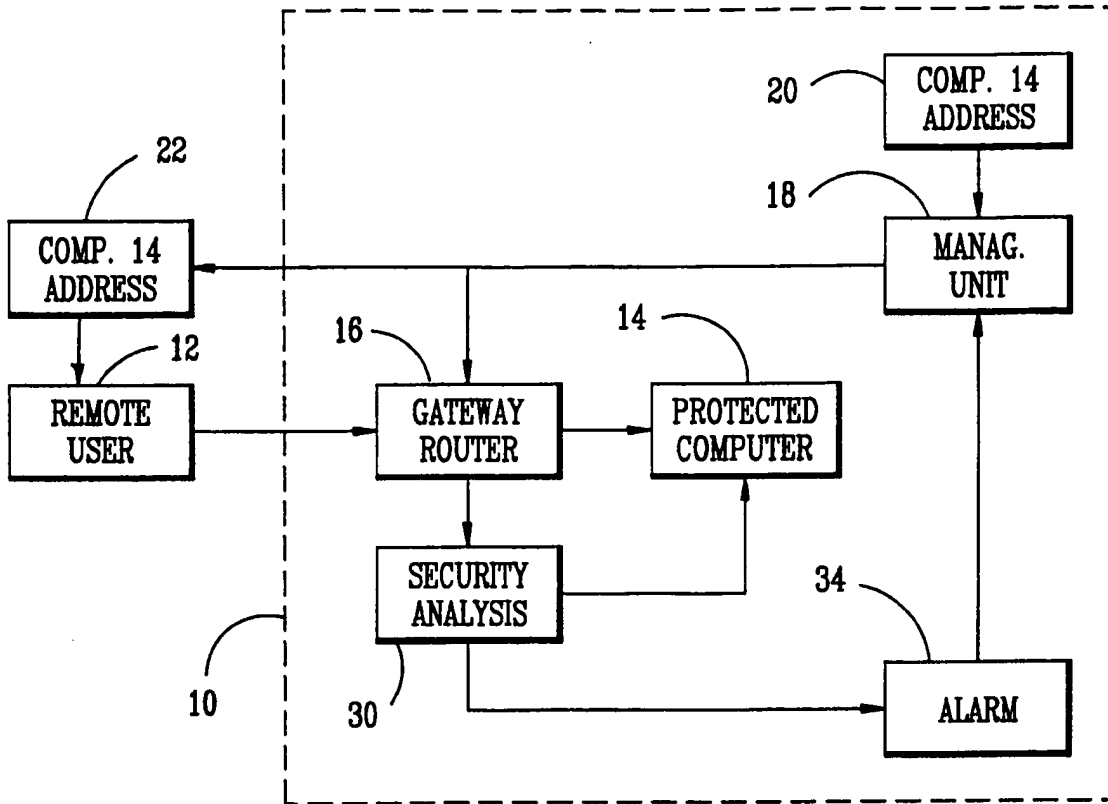 20
COMP. 14
ADDRESS
22
18
COMP. 14
ADDRESS
MANAG.
UNIT
12
16
14
REMOTE
USER
GATEWAY
ROUTER
PROTECTED
COMPUTER
SECURITY
ANALYSIS
34
10
30
ALARM